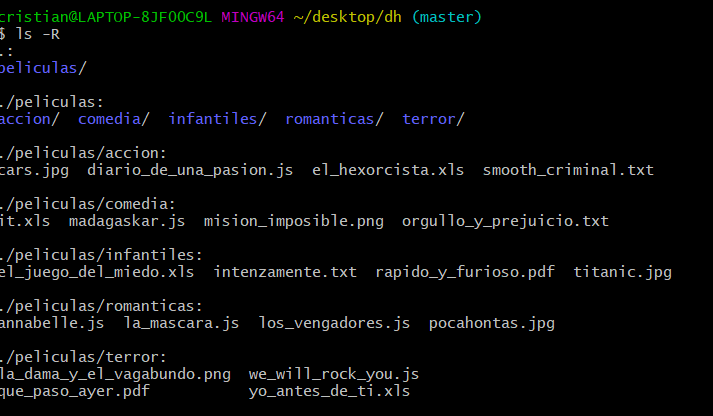 cristian@LAPTOP-8JFOOC9L MINGW64 ~/desktop/dh (master)
$ ls -R
.:
peliculas/
./peliculas:
accion/  comedia/  infantiles/  romanticas/  terror/
./peliculas/accion:
cars.jpg  diario_de_una_pasion.js  el_hexorcista.xls  smooth_criminal.txt
./peliculas/comedia:
it.xls  madagaskar.js  mision_imposible.png  orgullo_y_prejuicio.txt
./peliculas/infantiles:
el_juego_del_miedo.xls  intenzamente.txt  rapido_y_furioso.pdf  titanic.jpg
./peliculas/romanticas:
annabelle.js  la_mascara.js  los_vengadores.js  pocahontas.jpg
./peliculas/terror:
la_dama_y_el_vagabundo.png  we_will_rock_you.js
que_paso_ayer.pdf           yo_antes_de_ti.xls